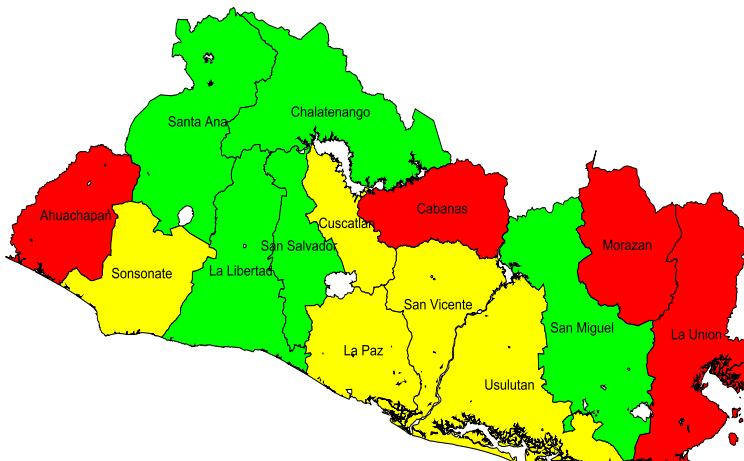 Chalatenango
Santa Ana
Cabanas
Ahuachapan
Cuscatlan
San Salvador
Morazan
La Libertad
Sonsonate
San Vicente
San Miguel
La Union
La Paz
Usulutan